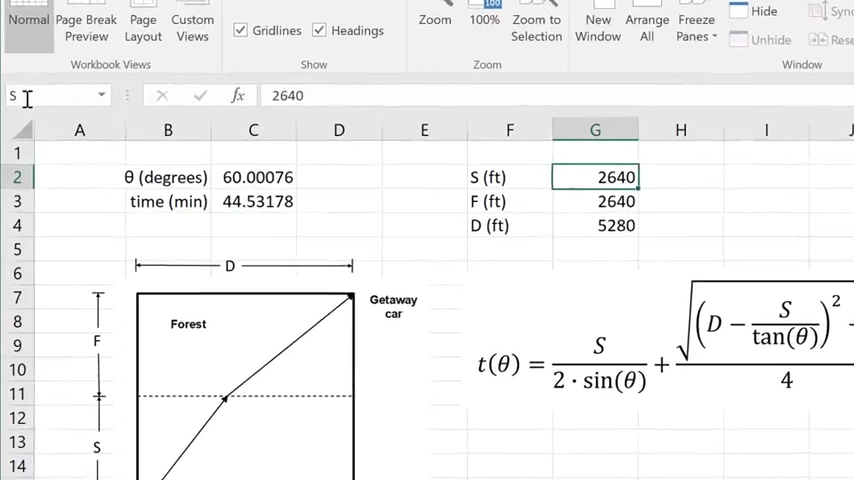 Normal Page Break Preview Page Layout Custom Views
Gridlines Headings
Zoom 100% Zoom to Selection
New Window Arrange All Freeze Panes
Hide
Unhide
Workbook Views Show Zoom Window
S fx 2640
A B C D E F G H I
1
2 θ (degrees) 60.00076 S (ft) 2640
3 time (min) 44.53178 F (ft) 2640
4 D (ft) 5280
5
6 D
7 Getaway car
8 Forest
9 F
10
11
12
13 S
14
t(θ) = S / 2 · sin(θ) + √(D − S / tan(θ))² / 4